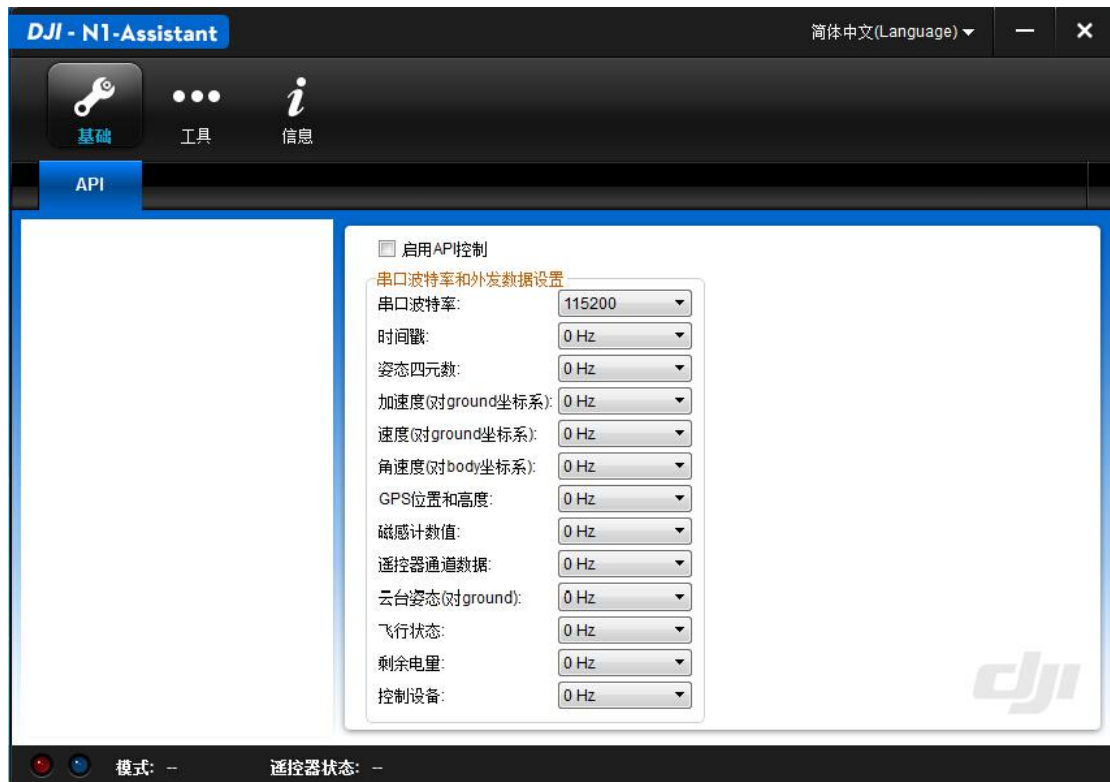 DJI - N1-Assistant 简体中文(Language)
基础 工具 信息
API
启用API控制
串口波特率和外发数据设置
串口波特率: 115200
时间戳: 0 Hz
姿态四元数: 0 Hz
加速度(对ground坐标系): 0 Hz
速度(对ground坐标系): 0 Hz
角速度(对body坐标系): 0 Hz
GPS位置和高度: 0 Hz
磁感计数值: 0 Hz
遥控器通道数据: 0 Hz
云台姿态(对ground): 0 Hz
飞行状态: 0 Hz
剩余电量: 0 Hz
控制设备: 0 Hz
dji
模式: -- 遥控器状态: --